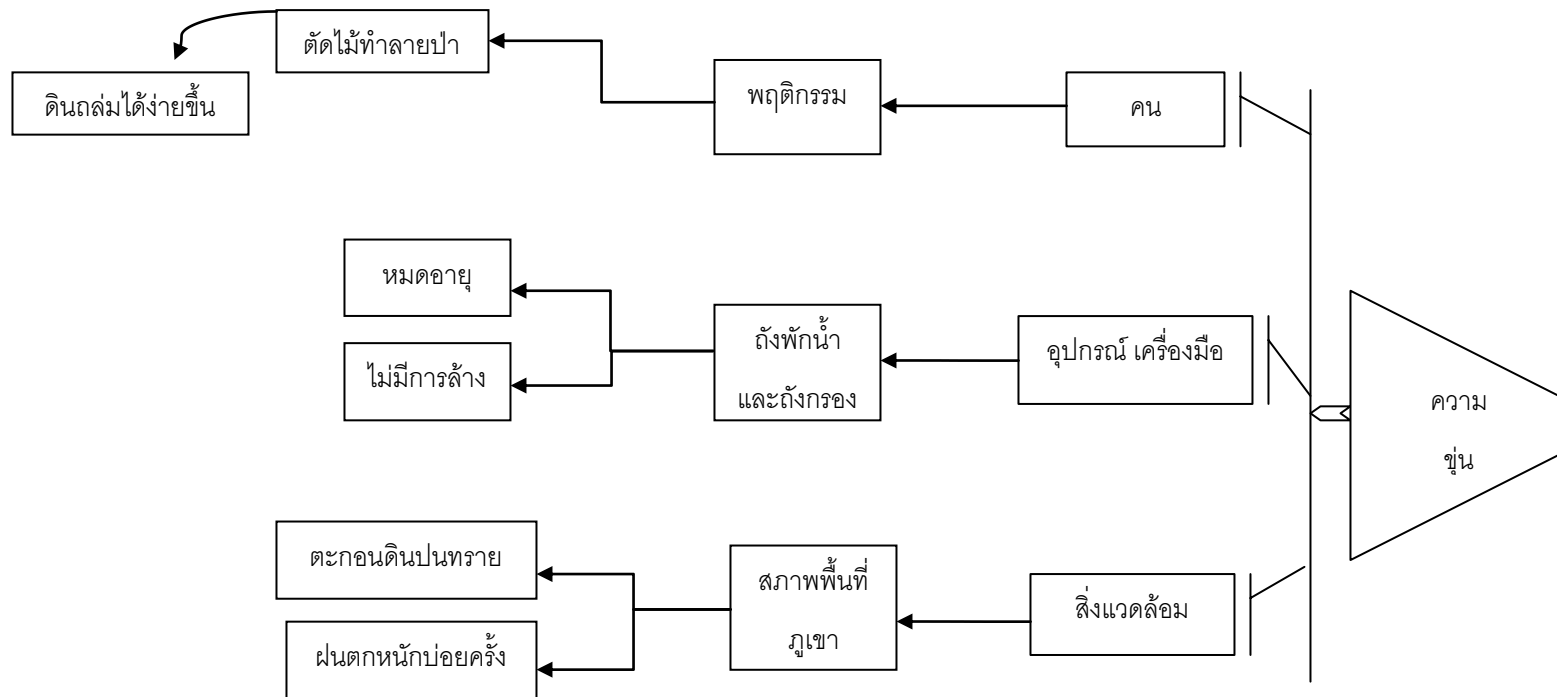 ตัดไม้ทำลายป่า
ดินถล่มได้ง่ายขึ้น
พฤติกรรม
คน
หมดอายุ
ไม่มีการล้าง
ถังพักน้ำ
และถังกรอง
อุปกรณ์ เครื่องมือ
ความ
ขุ่น
ตะกอนดินปนทราย
ฝนตกหนักบ่อยครั้ง
สภาพพื้นที่
ภูเขา
สิ่งแวดล้อม